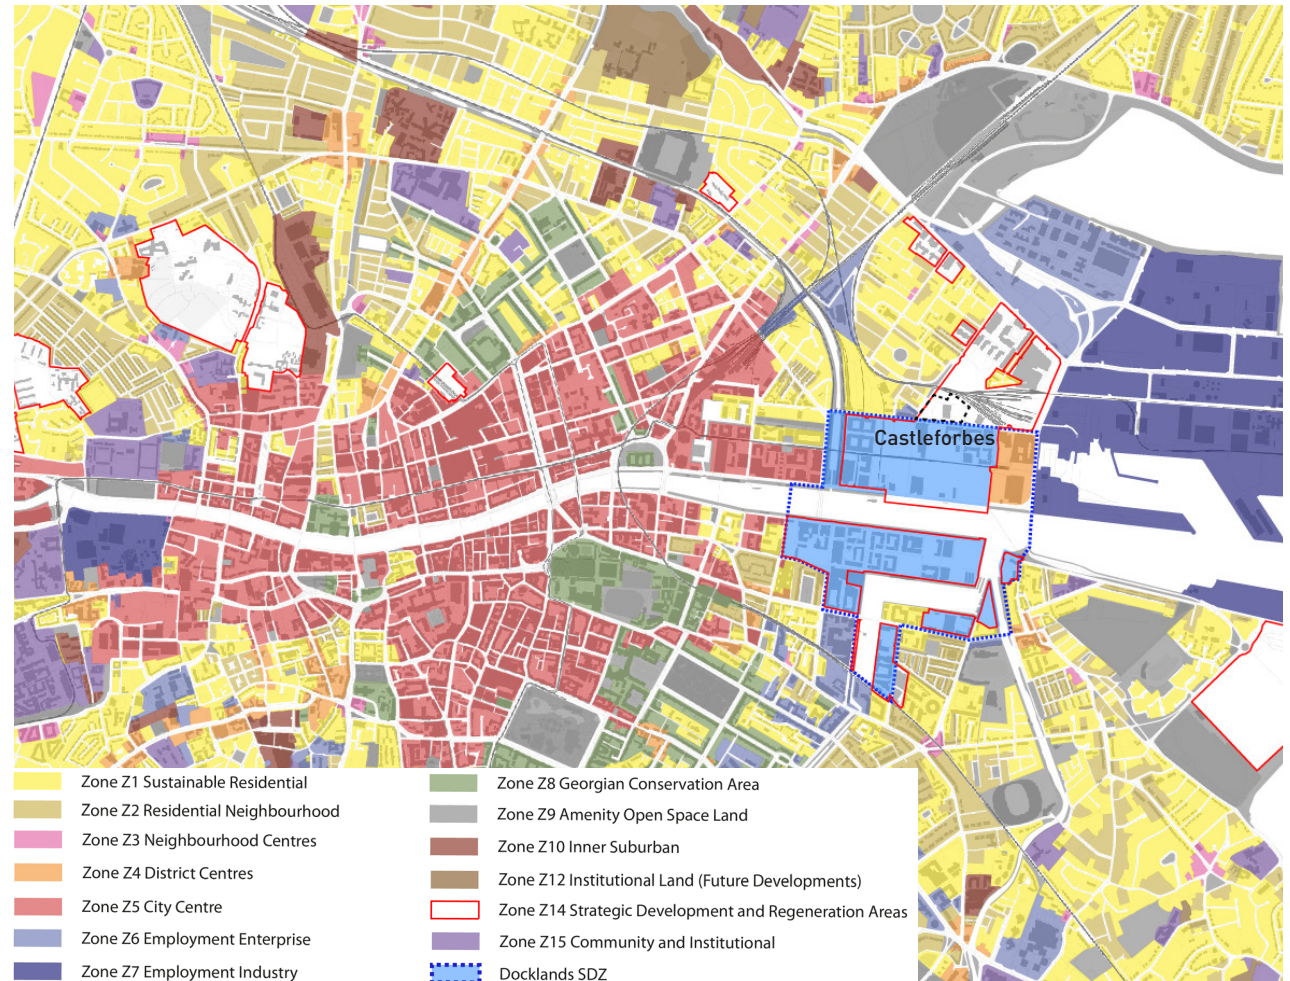 Castleforbes
Zone Z1 Sustainable Residential
Zone Z2 Residential Neighbourhood
Zone Z3 Neighbourhood Centres
Zone Z4 District Centres
Zone Z5 City Centre
Zone Z6 Employment Enterprise
Zone Z7 Employment Industry
Zone Z8 Georgian Conservation Area
Zone Z9 Amenity Open Space Land
Zone Z10 Inner Suburban
Zone Z12 Institutional Land (Future Developments)
Zone Z14 Strategic Development and Regeneration Areas
Zone Z15 Community and Institutional
Docklands SDZ